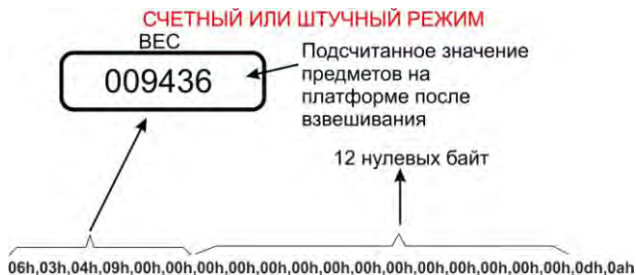 СЧЕТНЫЙ ИЛИ ШТУЧНЫЙ РЕЖИМ
ВЕС
009436
Подсчитанное значение
предметов на
платформе после
взвешивания
12 нулевых байт
06h,03h,04h,09h,00h,00h,00h,00h,00h,00h,00h,00h,00h,00h,00h,00h,00h,00h,0dh,0ah